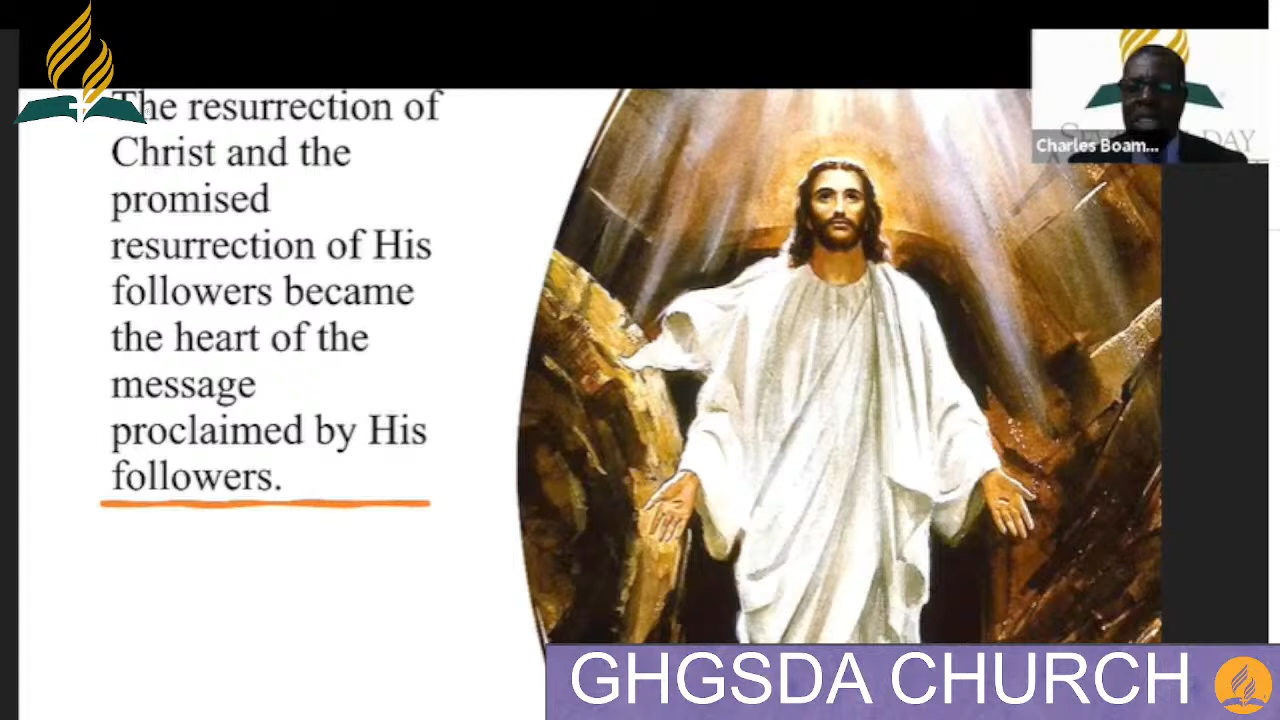 The resurrection of
Christ and the
promised
resurrection of His
followers became
the heart of the
message
proclaimed by His
followers.
Charles Boam...
DAY
GHGSDA CHURCH